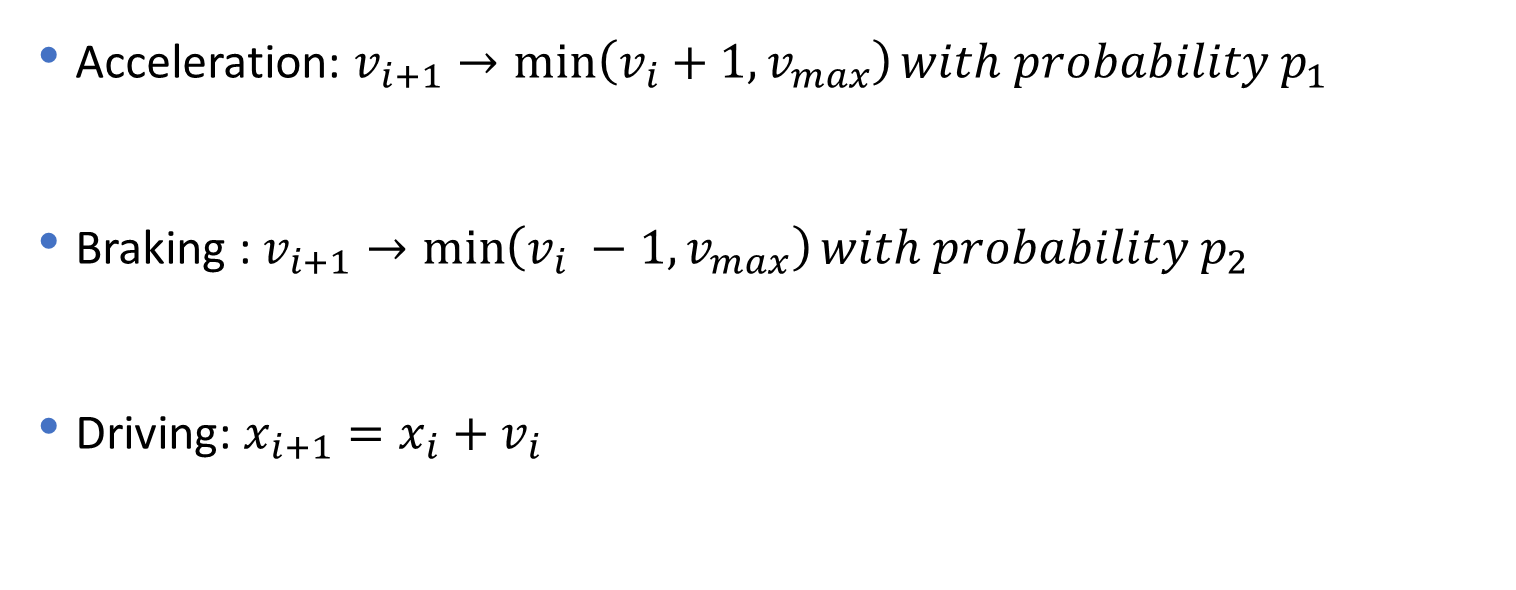 • Acceleration: v_{i+1} → min(v_i + 1, v_{max}) with probability p_1
• Braking : v_{i+1} → min(v_i − 1, v_{max}) with probability p_2
• Driving: x_{i+1} = x_i + v_i